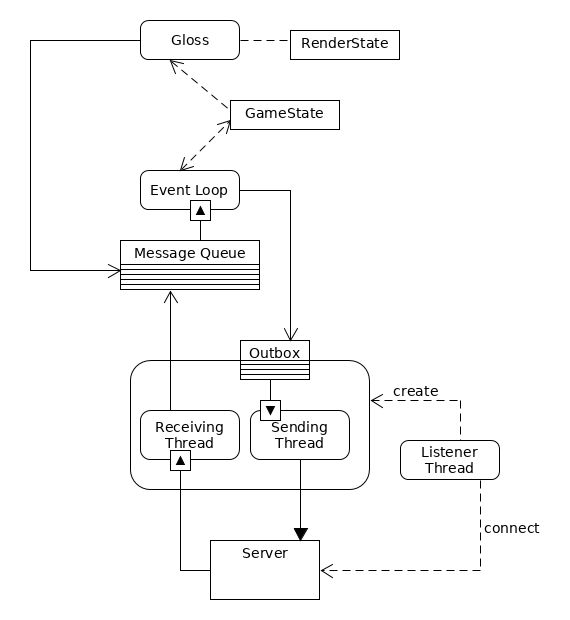 Gloss
RenderState
GameState
Event Loop
Message Queue
Outbox
create
Receiving
Thread
Sending
Thread
Listener
Thread
connect
Server